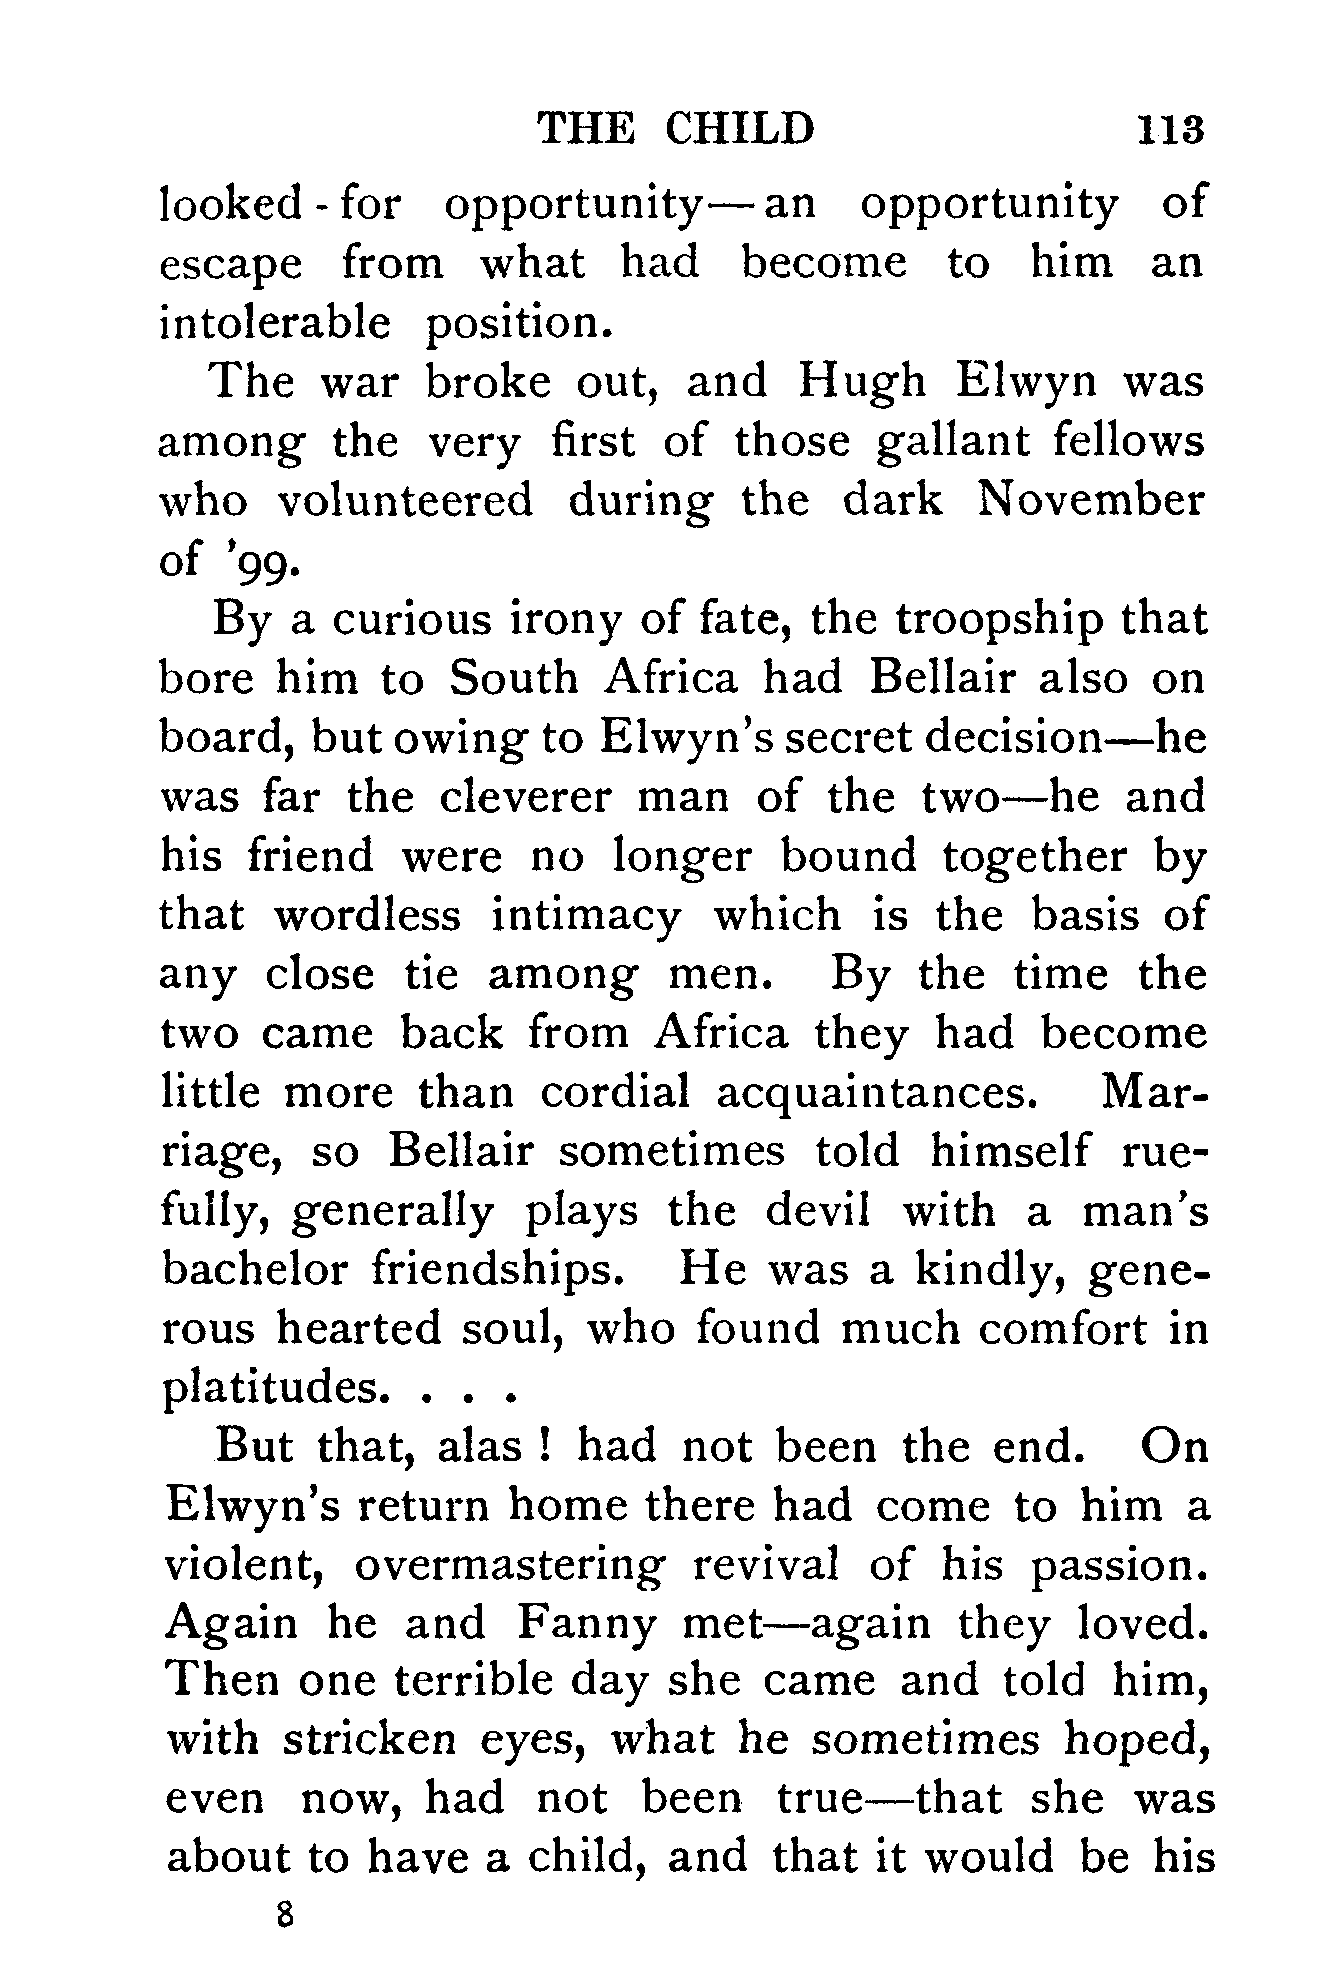 THE CHILD 113
looked-for opportunity—an opportunity of
escape from what had become to him an
intolerable position.
The war broke out, and Hugh Elwyn was
among the very first of those gallant fellows
who volunteered during the dark November
of '99.
By a curious irony of fate, the troopship that
bore him to South Africa had Bellair also on
board, but owing to Elwyn's secret decision—he
was far the cleverer man of the two—he and
his friend were no longer bound together by
that wordless intimacy which is the basis of
any close tie among men. By the time the
two came back from Africa they had become
little more than cordial acquaintances. Mar-
riage, so Bellair sometimes told himself rue-
fully, generally plays the devil with a man's
bachelor friendships. He was a kindly, gene-
rous hearted soul, who found much comfort in
platitudes. . . .
But that, alas ! had not been the end. On
Elwyn's return home there had come to him a
violent, overmastering revival of his passion.
Again he and Fanny met—again they loved.
Then one terrible day she came and told him,
with stricken eyes, what he sometimes hoped,
even now, had not been true—that she was
about to have a child, and that it would be his
8